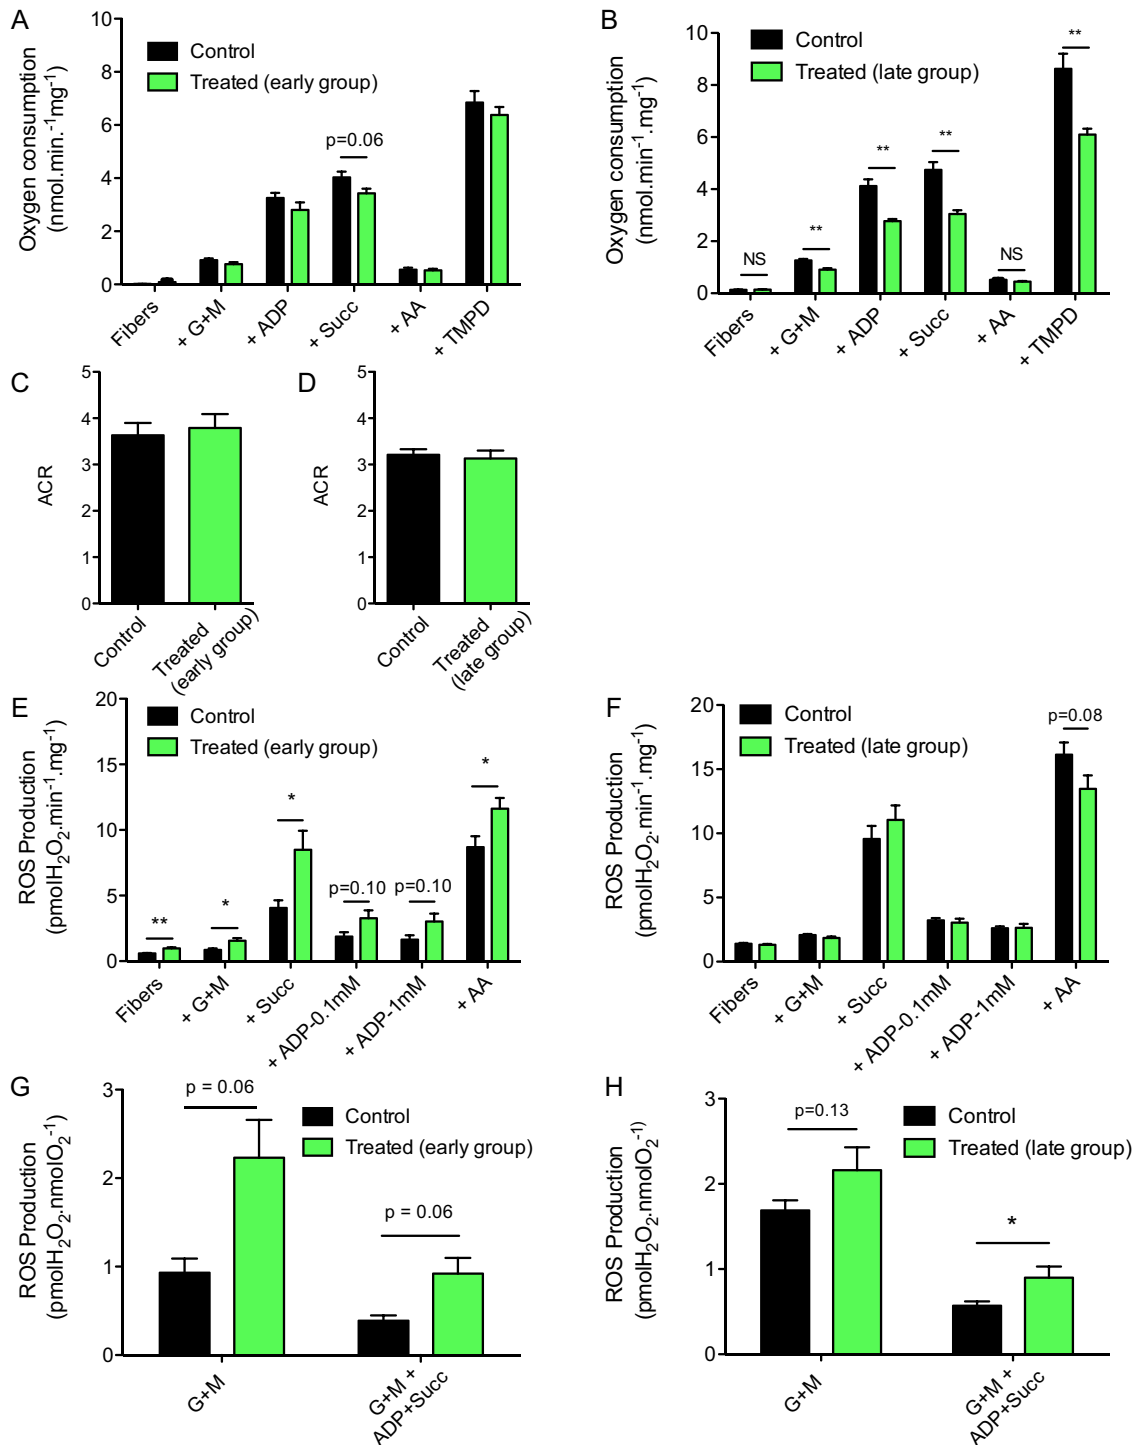 A
Oxygen consumption
(nmol.min.-1mg-1)
10
8
6
4
2
0
Control
Treated (early group)
p=0.06
Fibers
+ G+M
+ ADP
+ Succ
+ AA
+ TMPD
B
Oxygen consumption
(nmol.min-1.mg-1)
10
8
6
4
2
0
Control
Treated (late group)
NS
**
**
**
NS
**
Fibers
+ G+M
+ ADP
+ Succ
+ AA
+ TMPD
C
ACR
5
4
3
2
1
0
Control
Treated
(early group)
D
ACR
5
4
3
2
1
0
Control
Treated
(late group)
E
ROS Production
(pmolH2O2.min-1.mg-1)
20
15
10
5
0
Control
Treated (early group)
**
*
*
p=0.10
p=0.10
*
Fibers
+ G+M
+ Succ
+ ADP-0.1mM
+ ADP-1mM
+ AA
F
ROS Production
(pmolH2O2.min-1.mg-1)
20
15
10
5
0
Control
Treated (late group)
p=0.08
Fibers
+ G+M
+ Succ
+ ADP-0.1mM
+ ADP-1mM
+ AA
G
ROS Production
(pmolH2O2.nmolO2-1)
3
2
1
0
p = 0.06
Control
Treated (early group)
p = 0.06
G+M
G+M +
ADP+Succ
H
ROS Production
(pmolH2O2.nmolO2-1)
3
2
1
0
p=0.13
Control
Treated (late group)
*
G+M
G+M +
ADP+Succ